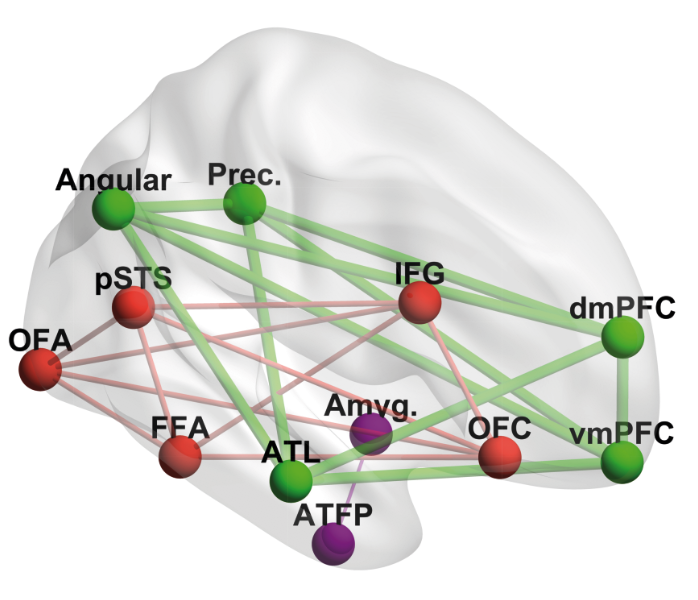 Angular
Prec.
pSTS
IFG
dmPFC
OFA
Amyg.
FFA
OFC
vmPFC
ATL
ATFP